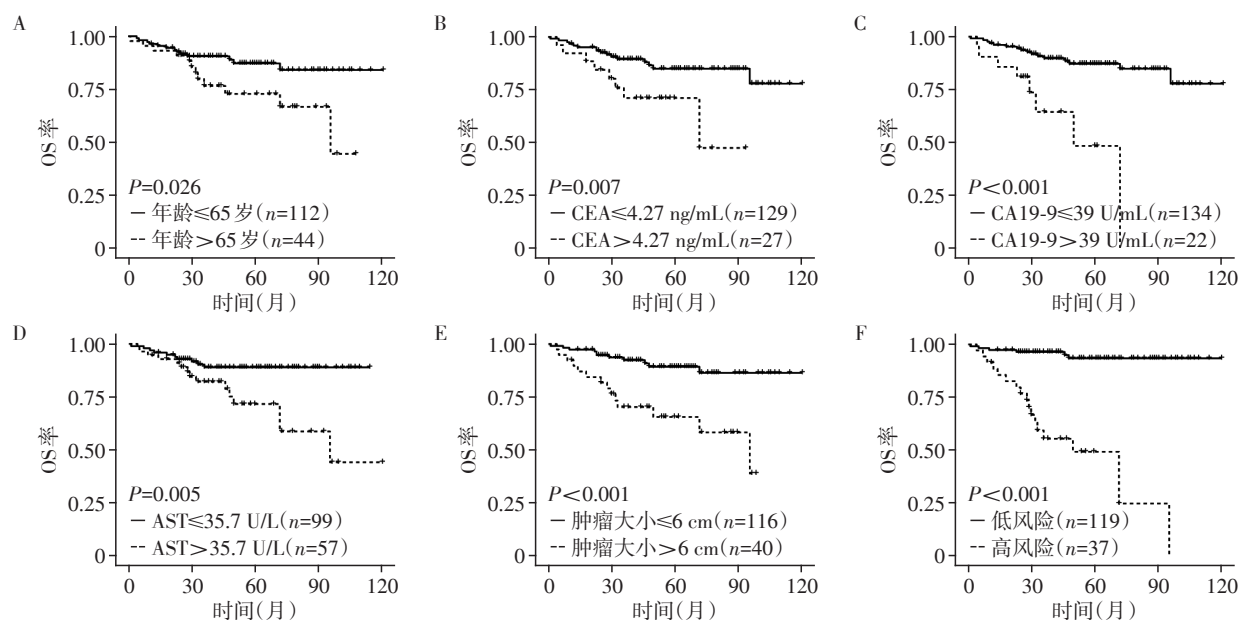 A
1.00
0.75
0.50
0.25
0
OS率
P=0.026
年龄≤65岁(n=112)
年龄>65岁(n=44)
0 30 60 90 120
时间(月)
B
1.00
0.75
0.50
0.25
0
OS率
P=0.007
CEA≤4.27 ng/mL(n=129)
CEA>4.27 ng/mL(n=27)
0 30 60 90 120
时间(月)
C
1.00
0.75
0.50
0.25
0
OS率
P<0.001
CA19-9≤39 U/mL(n=134)
CA19-9>39 U/mL(n=22)
0 30 60 90 120
时间(月)
D
1.00
0.75
0.50
0.25
0
OS率
P=0.005
AST≤35.7 U/L(n=99)
AST>35.7 U/L(n=57)
0 30 60 90 120
时间(月)
E
1.00
0.75
0.50
0.25
0
OS率
P<0.001
肿瘤大小≤6 cm(n=116)
肿瘤大小>6 cm(n=40)
0 30 60 90 120
时间(月)
F
1.00
0.75
0.50
0.25
0
OS率
P<0.001
低风险(n=119)
高风险(n=37)
0 30 60 90 120
时间(月)